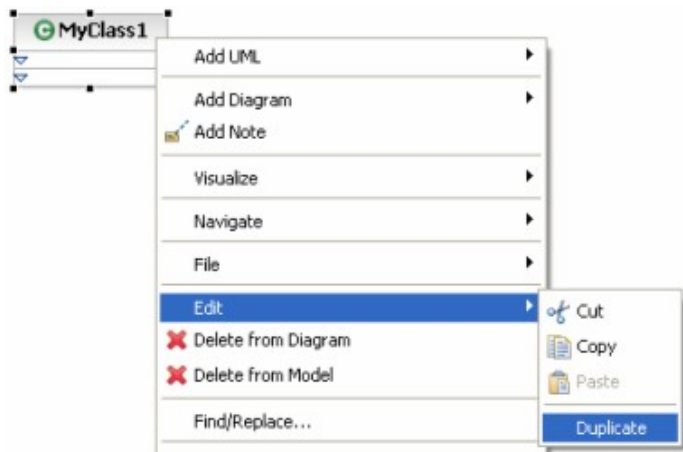 C MyClass1
Add UML
Add Diagram
Add Note
Visualize
Navigate
File
Edit
Delete from Diagram
Delete from Model
Find/Replace...
Cut
Copy
Paste
Duplicate